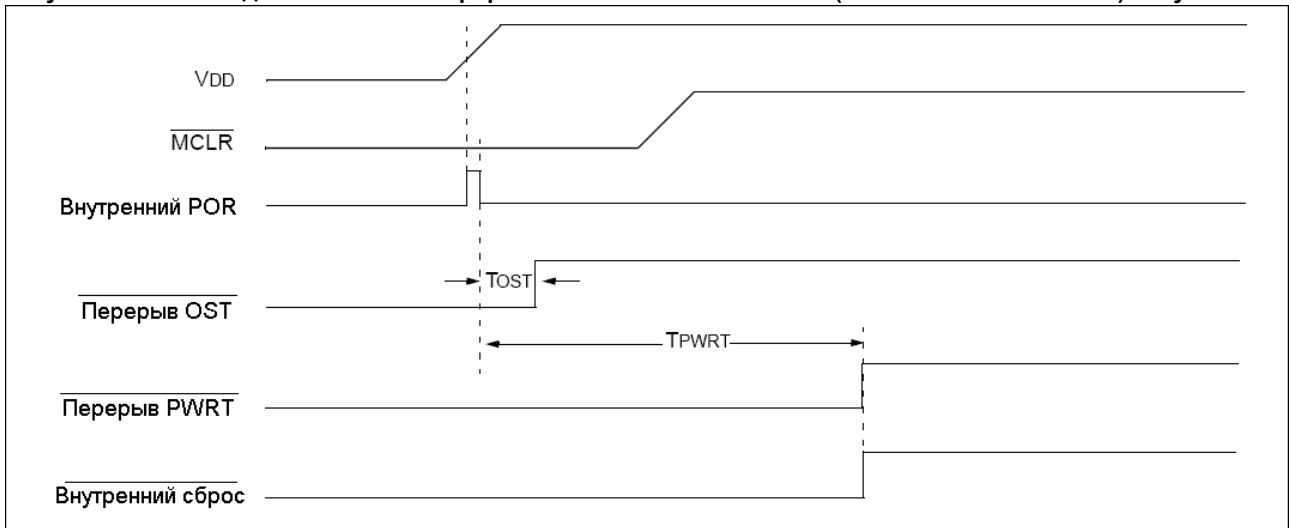 VDD
MCLR
Внутренний POR
TOST
Перерыв OST
TPWRT
Перерыв PWRT
Внутренний сброс